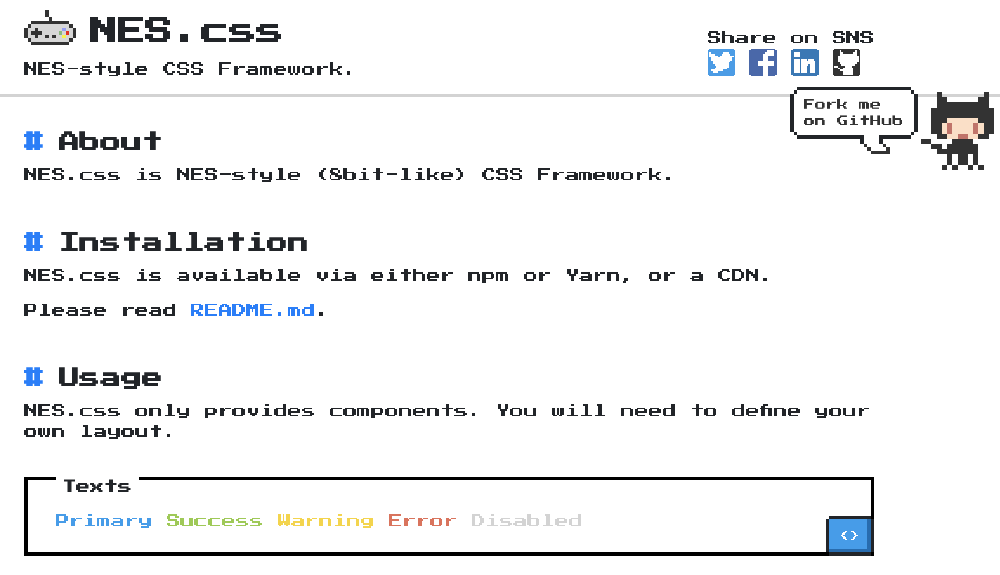 NES.css
NES-style CSS Framework.
Share on SNS
Fork me
on GitHub
# About
NES.css is NES-style (8bit-like) CSS Framework.
# Installation
NES.css is available via either npm or Yarn, or a CDN.
Please read README.md.
# Usage
NES.css only provides components. You will need to define your
own layout.
Texts
Primary Success Warning Error Disabled
<>